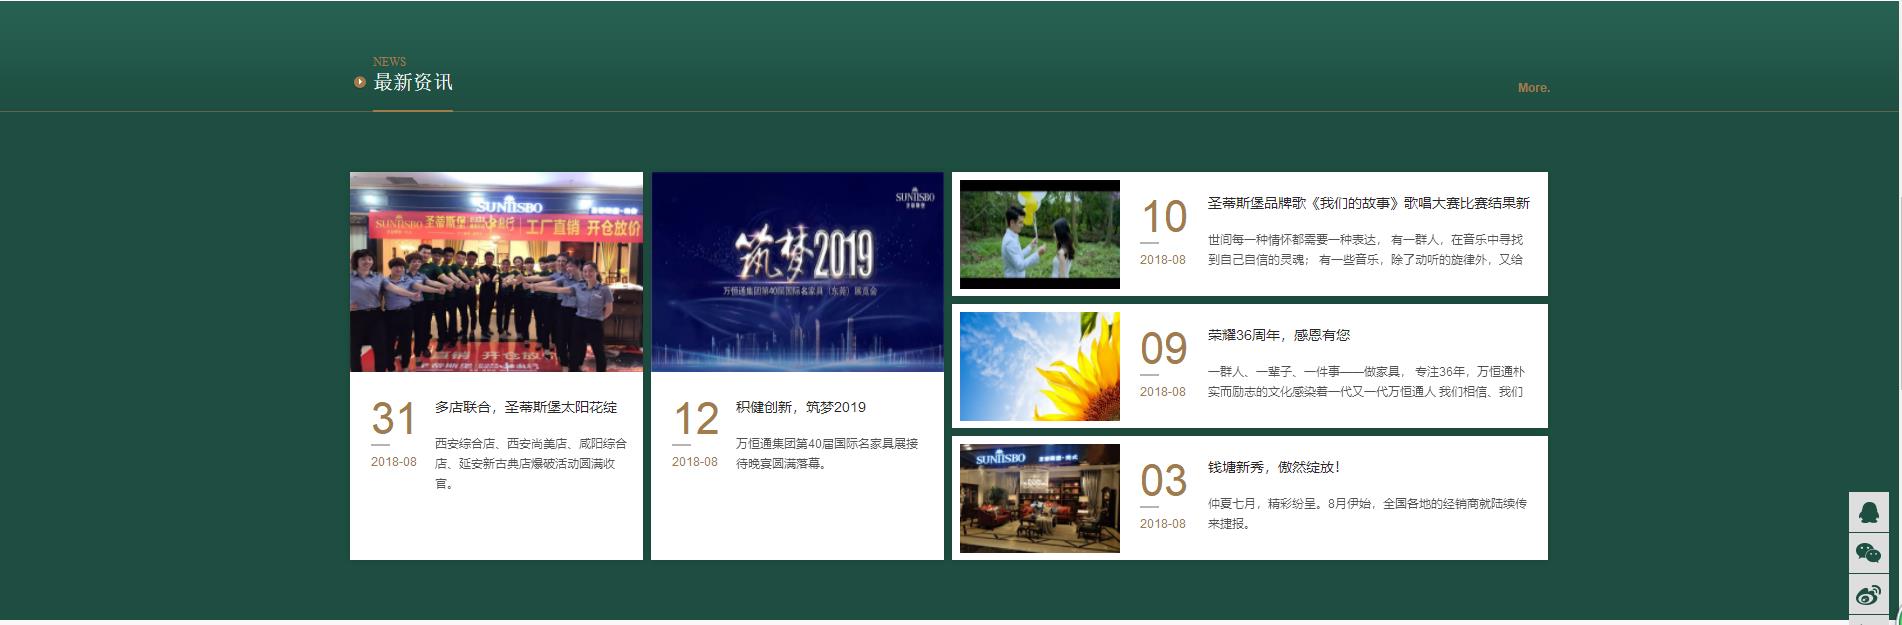 NEWS
最新资讯
More.
SUNTISBO
SUNTISBO 圣蒂斯堡
工厂直销 开仓放价
直销 开仓放
31
2018-08
多店联合，圣蒂斯堡太阳花绽
西安综合店、西安尚美店、咸阳综合
店、延安新古典店爆破活动圆满收
官。
SUNTISBO
筑梦2019
万恒通集团第40届国际名家具（东莞）展览会
12
2018-08
积健创新，筑梦2019
万恒通集团第40届国际名家具展接
待晚宴圆满落幕。
10
2018-08
圣蒂斯堡品牌歌《我们的故事》歌唱大赛比赛结果新
世间每一种情怀都需要一种表达， 有一群人，在音乐中寻找
到自己自信的灵魂； 有一些音乐，除了动听的旋律外，又给
09
2018-08
荣耀36周年，感恩有您
一群人、一辈子、一件事——做家具， 专注36年，万恒通朴
实而励志的文化感染着一代又一代万恒通人 我们相信、我们
SUNTISBO
03
2018-08
钱塘新秀，傲然绽放！
仲夏七月，精彩纷呈。8月伊始，全国各地的经销商就陆续传
来捷报。